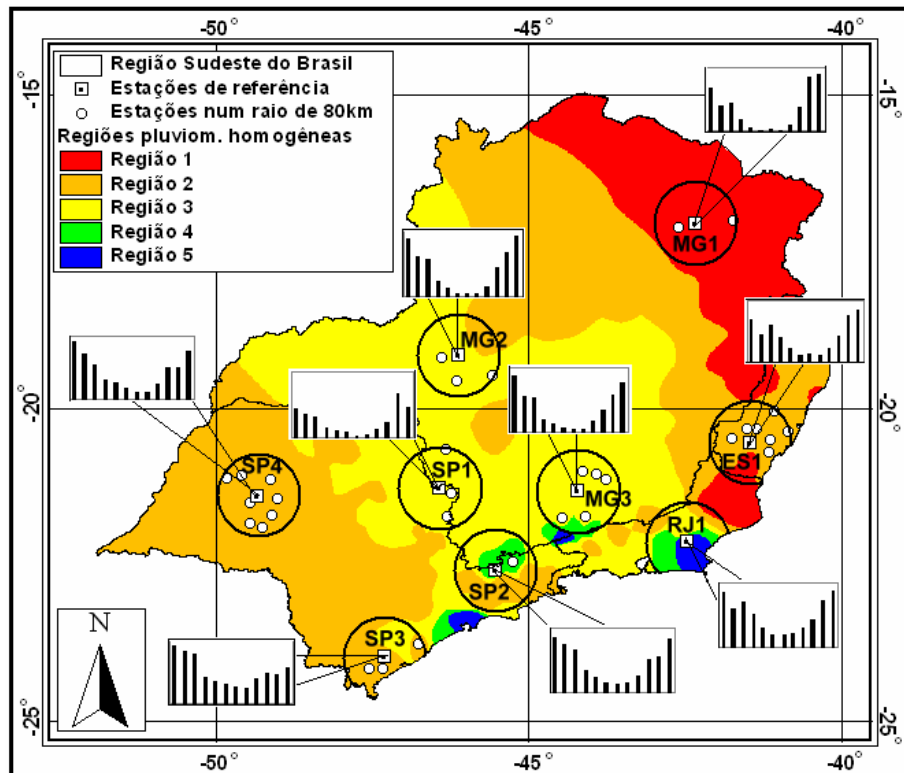 -50° -45° -40°
Região Sudeste do Brasil
Estações de referência
Estações num raio de 80km
Regiões pluviom. homogêneas
Região 1
Região 2
Região 3
Região 4
Região 5
-15° -15°
MG1
MG2
-20° -20°
SP4
SP1
MG3
ES1
RJ1
SP2
SP3
N
-25° -25°
-50° -45° -40°